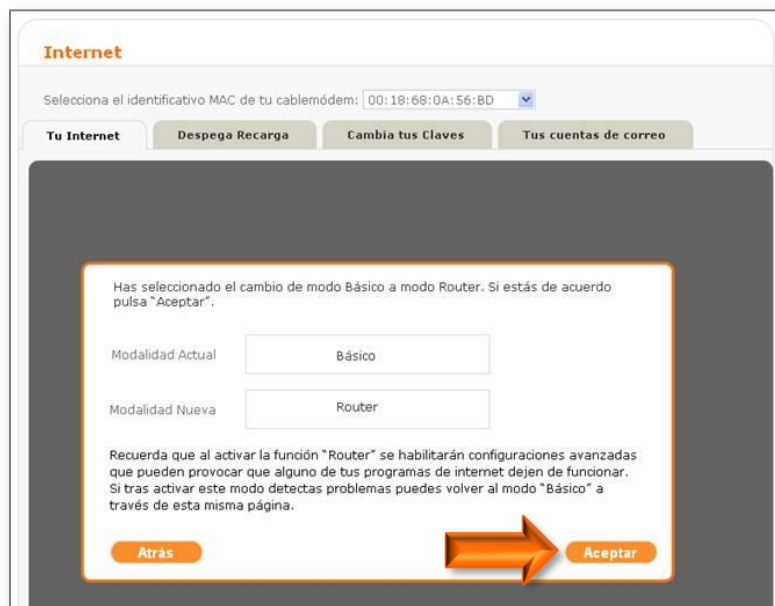 Internet
Selecciona el identificativo MAC de tu cablemódem: 00:18:68:0A:56:BD
Tu Internet Despega Recarga Cambia tus Claves Tus cuentas de correo
Has seleccionado el cambio de modo Básico a modo Router. Si estás de acuerdo
pulsa "Aceptar".
Modalidad Actual Básico
Modalidad Nueva Router
Recuerda que al activar la función "Router" se habilitarán configuraciones avanzadas
que pueden provocar que alguno de tus programas de internet dejen de funcionar.
Si tras activar este modo detectas problemas puedes volver al modo "Básico" a
través de esta misma página.
Atrás Aceptar